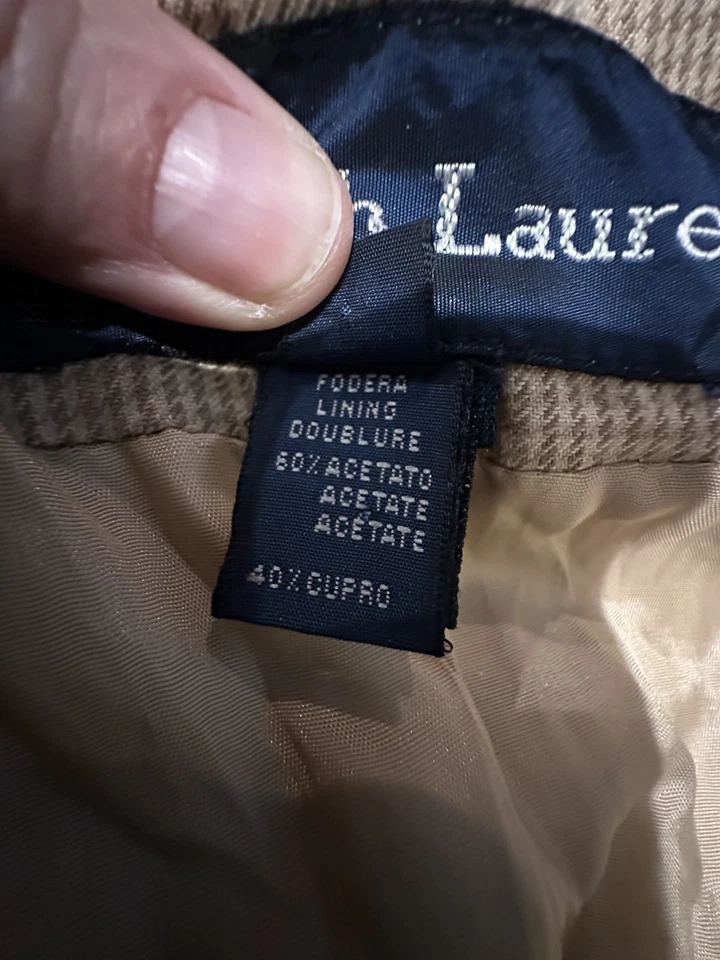 h Laure
FODERA
LINING
DOUBLURE
60% ACETATO
ACETATE
ACÉTATE
40% CUPRO